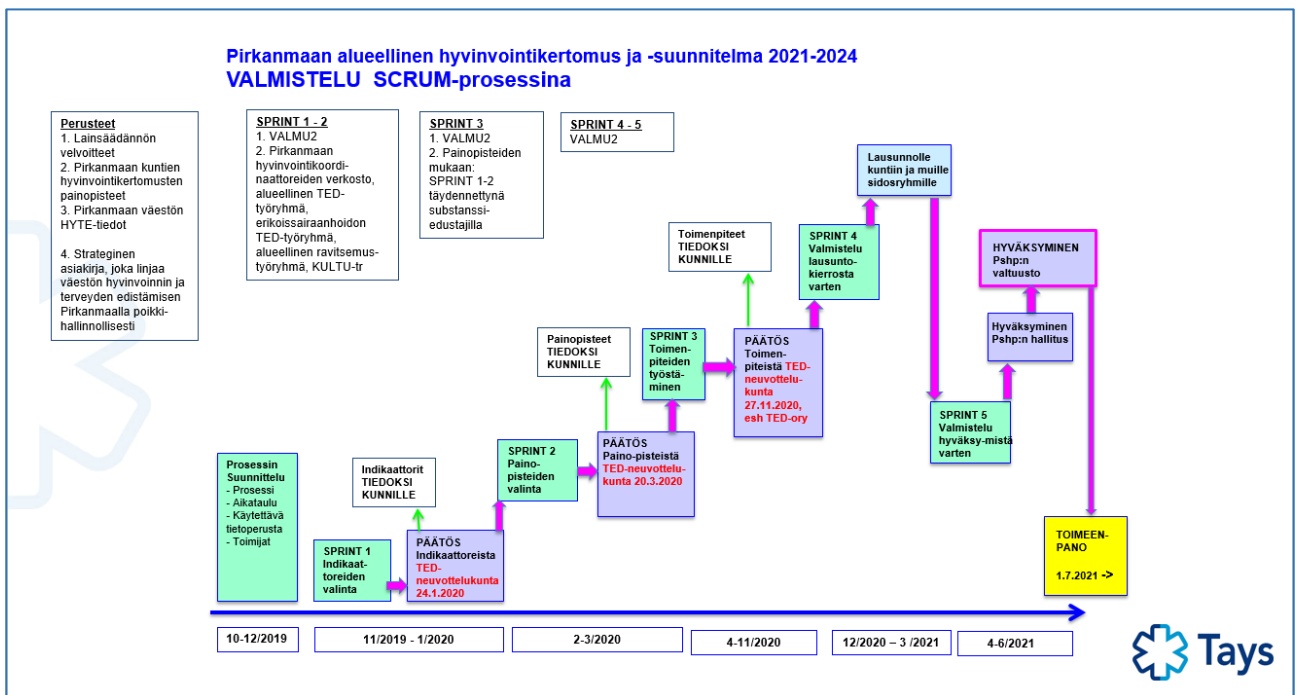 Pirkanmaan alueellinen hyvinvointikertomus ja -suunnitelma 2021-2024
VALMISTELU SCRUM-prosessina
Perusteet
1. Lainsäädännön
velvoitteet
2. Pirkanmaan kuntien
hyvinvointikertomusten
painopisteet
3. Pirkanmaan väestön
HYTE-tiedot
4. Strateginen
asiakirja, joka linjaa
väestön hyvinvoinnin ja
terveyden edistämisen
Pirkanmaalla poikki-
hallinnollisesti
SPRINT 1 - 2
1. VALMU2
2. Pirkanmaan
hyvinvointikoordi-
naattoreiden verkosto,
alueellinen TED-
työryhmä,
erikoissairaanhoidon
TED-työryhmä,
alueellinen ravitsemus-
työryhmä, KULTU-tr
SPRINT 3
1. VALMU2
2. Painopisteiden
mukaan:
SPRINT 1-2
täydennettynä
substanssi-
edustajilla
SPRINT 4 - 5
VALMU2
Prosessin
Suunnittelu
- Prosessi
- Aikataulu
- Käytettävä
tietoperusta
- Toimijat
SPRINT 1
Indikaat-
toreiden
valinta
Indikaattorit
TIEDOKSI
KUNNILLE
PÄÄTÖS
Indikaattoreista
TED-
neuvottelukunta
24.1.2020
SPRINT 2
Paino-
pisteiden
valinta
Painopisteet
TIEDOKSI
KUNNILLE
PÄÄTÖS
Paino-pisteistä
TED-neuvottelu-
kunta 20.3.2020
SPRINT 3
Toimen-
piteiden
työstä-
minen
Toimenpiteet
TIEDOKSI
KUNNILLE
PÄÄTÖS
Toimen-
piteistä TED-
neuvottelu-
kunta
27.11.2020,
esh TED-ory
SPRINT 4
Valmistelu
lausunto-
kierrosta
varten
Lausunnolle
kuntiin ja muille
sidosryhmille
SPRINT 5
Valmistelu
hyväksy-mistä
varten
Hyväksyminen
Pshp:n hallitus
HYVÄKSYMINEN
Pshp:n
valtuusto
TOIMEEN-
PANO
1.7.2021 ->
10-12/2019
11/2019 - 1/2020
2-3/2020
4-11/2020
12/2020 – 3 /2021
4-6/2021
Tays